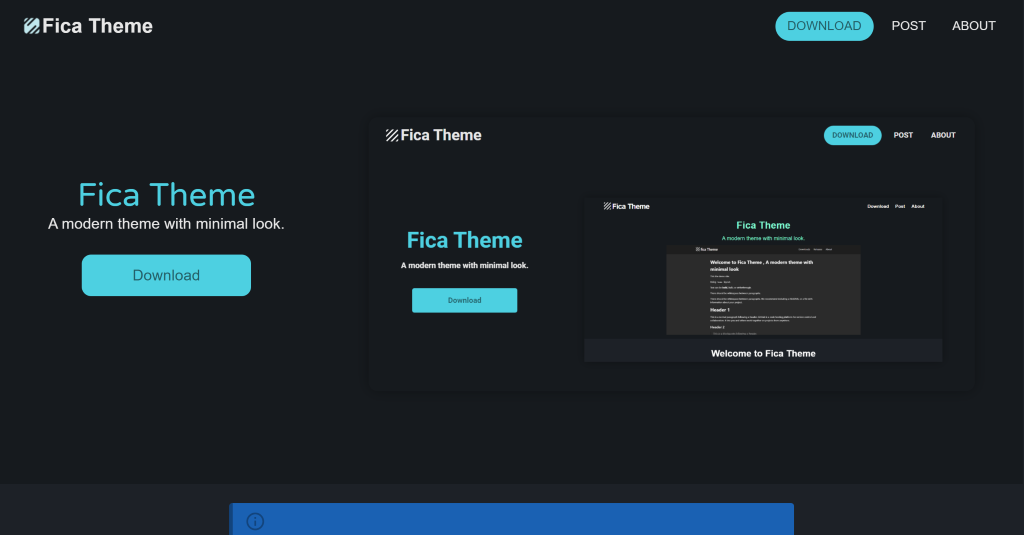 Fica Theme
DOWNLOAD
POST
ABOUT
Fica Theme
A modern theme with minimal look.
Download
Fica Theme
DOWNLOAD
POST
ABOUT
Fica Theme
A modern theme with minimal look.
Download
Fica Theme
Download
Post
About
Fica Theme
A modern theme with minimal look.
Fica Theme
Welcome to Fica Theme , A modern theme with
minimal look
Header 1
Header 2
Welcome to Fica Theme